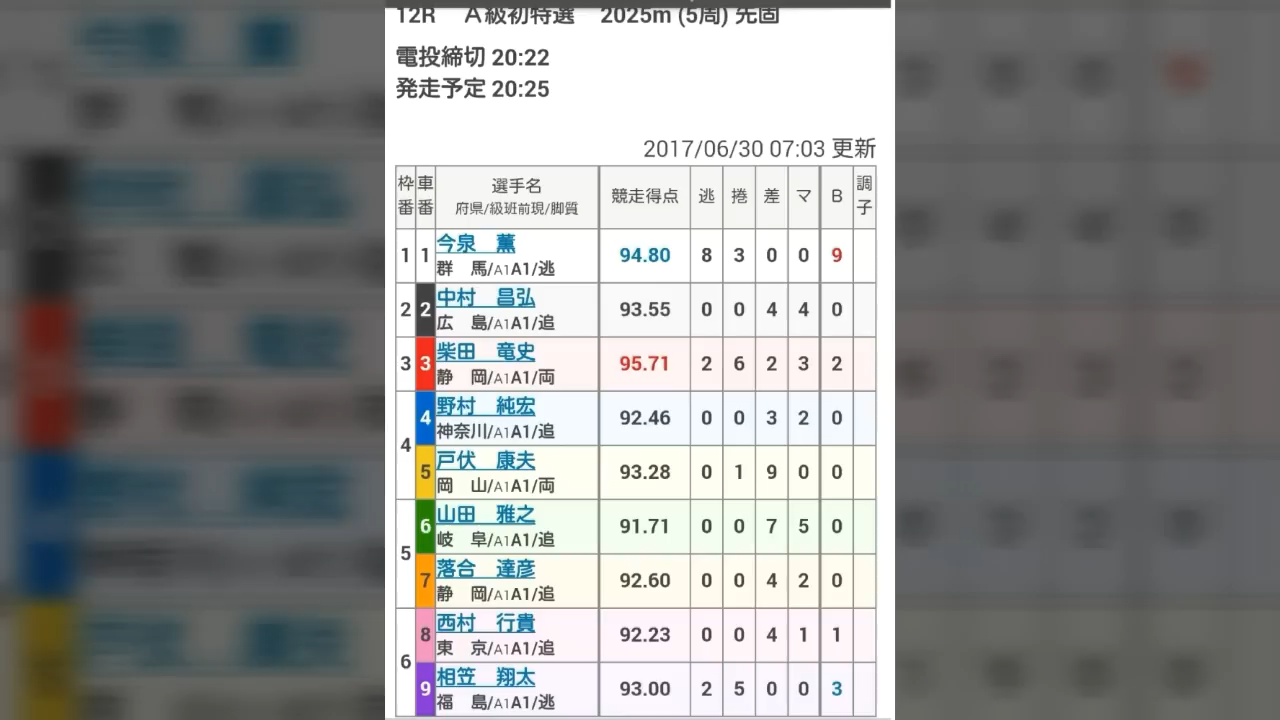 12R　A級初特選　2025m (5周) 先固
電投締切 20:22
発走予定 20:25
2017/06/30 07:03 更新
枠番 車番 選手名 府県/級班前現/脚質 競走得点 逃 捲 差 マ B 調子
1 1 今泉　薫 94.80 8 3 0 0 9
群　馬/A1A1/逃
2 2 中村　昌弘 93.55 0 0 4 4 0
広　島/A1A1/追
3 3 柴田　竜史 95.71 2 6 2 3 2
静　岡/A1A1/両
4 4 野村　純宏 92.46 0 0 3 2 0
神奈川/A1A1/追
5 戸伏　康夫 93.28 0 1 9 0 0
岡　山/A1A1/両
5 6 山田　雅之 91.71 0 0 7 5 0
岐　阜/A1A1/追
7 落合　達彦 92.60 0 0 4 2 0
静　岡/A1A1/追
6 8 西村　行貴 92.23 0 0 4 1 1
東　京/A1A1/追
9 相笠　翔太 93.00 2 5 0 0 3
福　島/A1A1/逃